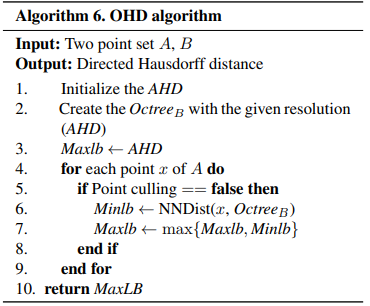 Algorithm 6. OHD algorithm
Input: Two point set A, B
Output: Directed Hausdorff distance
1. Initialize the AHD
2. Create the Octree_B with the given resolution
(AHD)
3. Maxlb ← AHD
4. for each point x of A do
5. if Point culling == false then
6. Minlb ← NNDist(x, Octree_B)
7. Maxlb ← max{Maxlb, Minlb}
8. end if
9. end for
10. return MaxLB